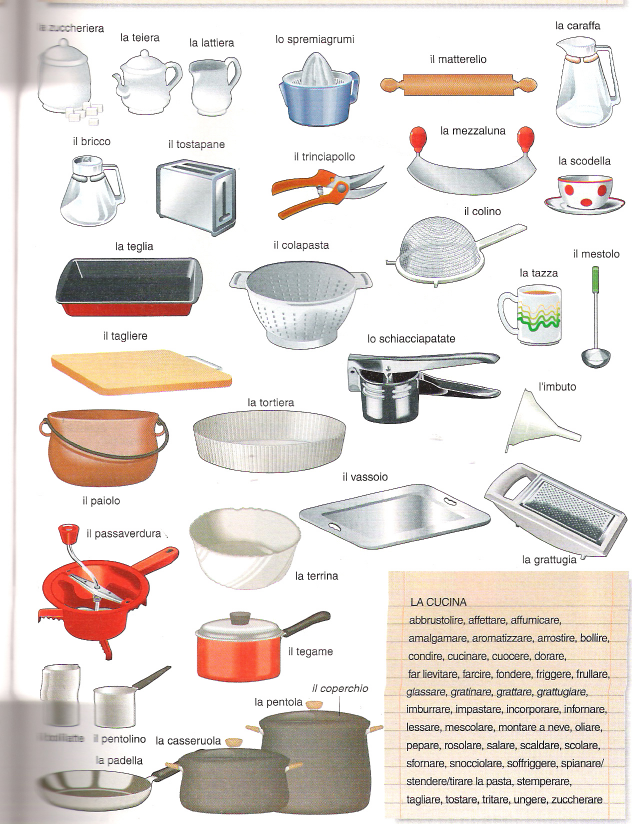 la zuccheriera
la teiera
la lattiera
lo spremiagrumi
il matterello
la caraffa
il bricco
il tostapane
il trinciapollo
la mezzaluna
la scodella
il colino
la teglia
il colapasta
la tazza
il mestolo
il tagliere
lo schiacciapatate
l'imbuto
la tortiera
il paiolo
il vassoio
il passaverdura
la terrina
la grattugia
il tegame
il pentolino
la pentola
il coperchio
la casseruola
la padella
LA CUCINA
abbrustolire, affettare, affumicare,
amalgamare, aromatizzare, arrostire, bollire,
condire, cucinare, cuocere, dorare,
far lievitare, farcire, fondere, friggere, frullare,
glassare, gratinare, grattare, grattugiare,
imburrare, impastare, incorporare, infornare,
lessare, mescolare, montare a neve, oliare,
pepare, rosolare, salare, scaldare, scolare,
sfornare, snocciolare, soffriggere, spianare/
stendere/tirare la pasta, stemperare,
tagliare, tostare, tritare, ungere, zuccherare